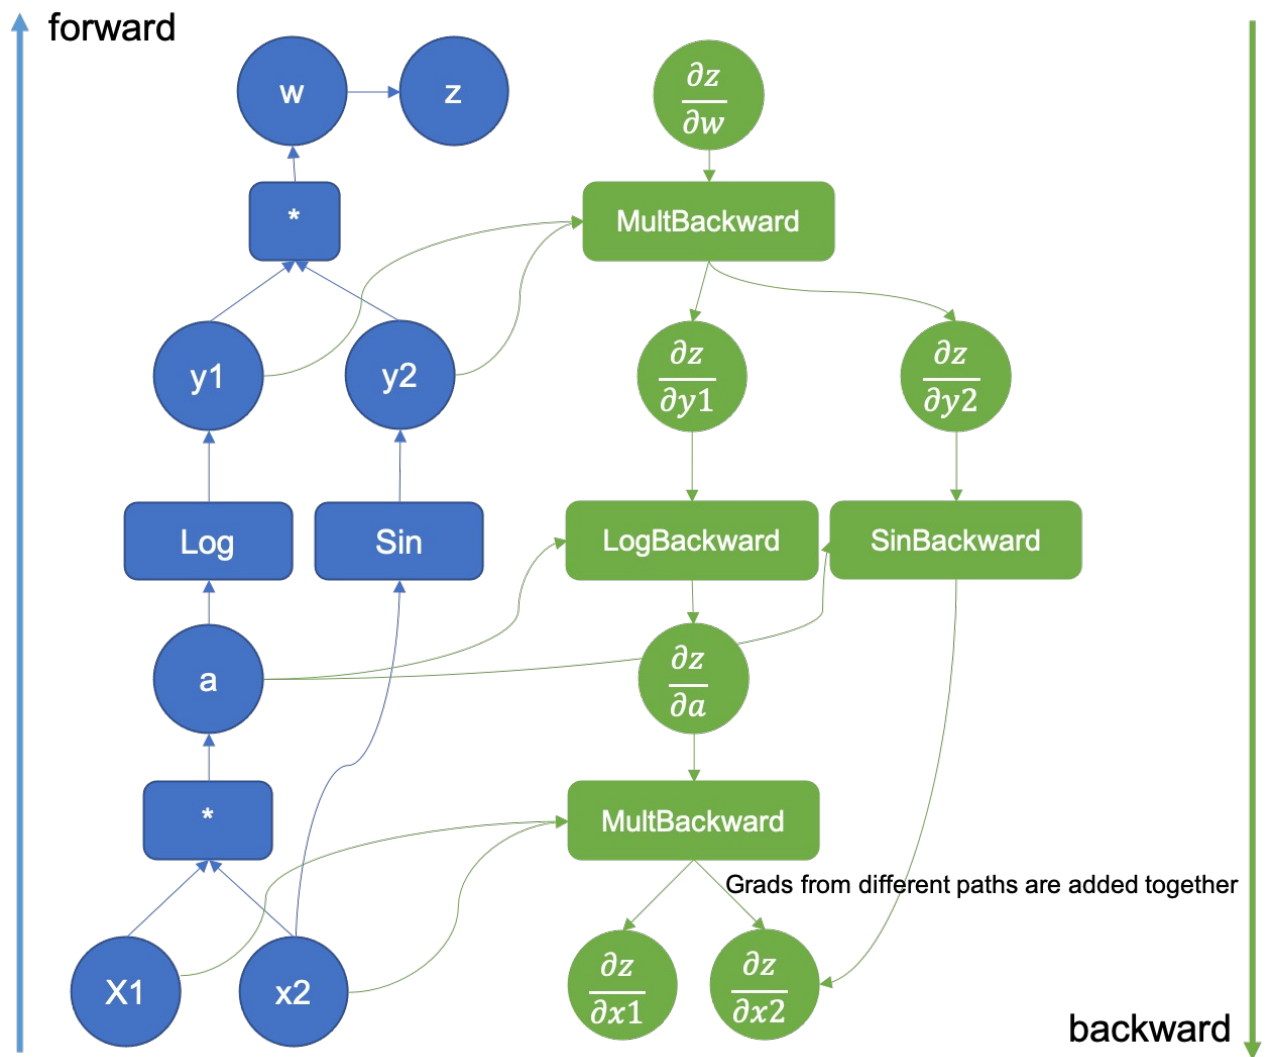 forward
w
z
∂z
∂w
*
MultBackward
y1
y2
∂z
∂y1
∂z
∂y2
Log
Sin
LogBackward
SinBackward
a
∂z
∂a
*
MultBackward
Grads from different paths are added together
X1
x2
∂z
∂x1
∂z
∂x2
backward